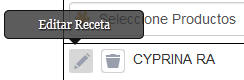 Seleccione Productos
Editar Receta
CYPRINA RA